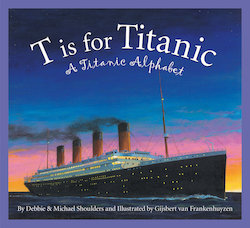 T is for Titanic
A Titanic Alphabet
By Debbie & Michael Shoulders and Illustrated by Gijsbert van Frankenhuyzen